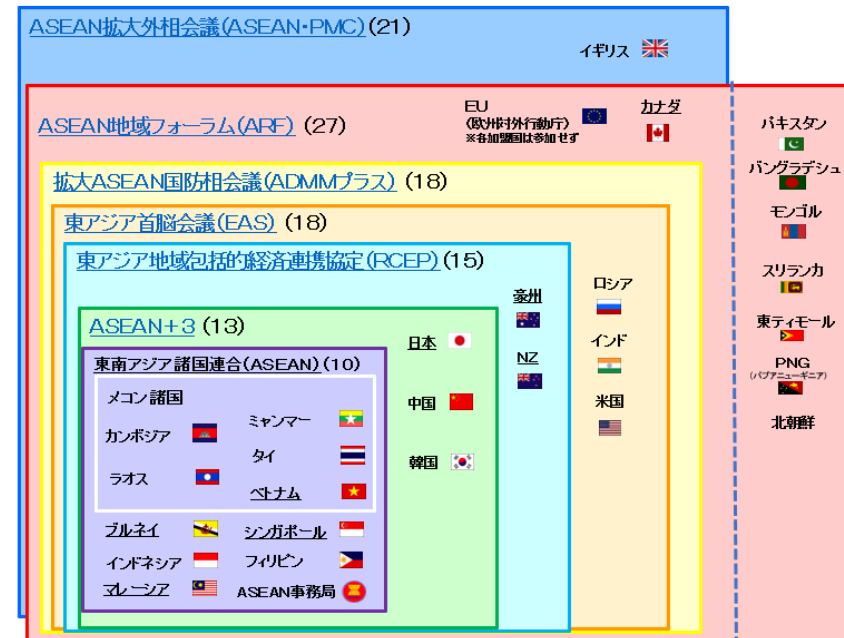 ASEAN拡大外相会議(ASEAN・PMC)(21)
イギリス
ASEAN地域フォーラム(ARF) (27)
EU
(欧州対外行動庁)
※各加盟国は参加せず
カナダ
パキスタン
バングラデシュ
モンゴル
スリランカ
東ティモール
PNG
(パプアニューギニア)
北朝鮮
拡大ASEAN国防相会議(ADMMプラス) (18)
東アジア首脳会議(EAS) (18)
ロシア
インド
米国
東アジア地域包括的経済連携協定(RCEP)(15)
豪州
NZ
ASEAN+3 (13)
日本
中国
韓国
東南アジア諸国連合(ASEAN)(10)
メコン諸国
カンボジア
ミャンマー
ラオス
タイ
ベトナム
ブルネイ
シンガポール
インドネシア
フィリピン
マレーシア
ASEAN事務局